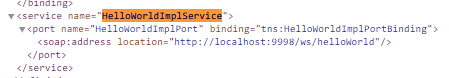 </binding>
▼<service name="HelloWorldImplService">
▼<port name="HelloWorldImplPort" binding="tns:HelloWorldImplPortBinding">
<soap:address location="http://localhost:9998/ws/helloWorld"/>
</port>
</service>